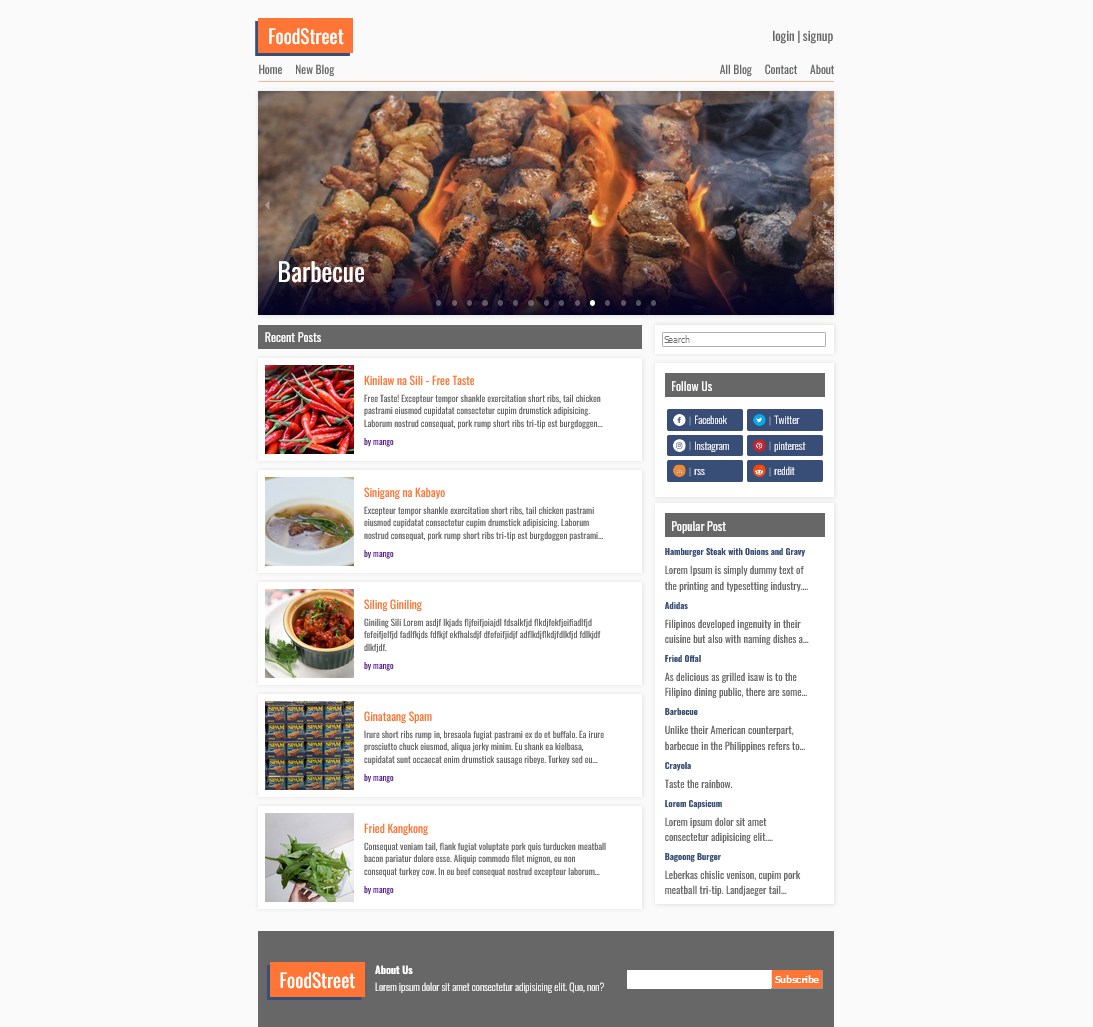 FoodStreet
login | signup
Home New Blog All Blog Contact About
Barbecue
Recent Posts
Kinilaw na Sili - Free Taste
Free Taste! Excepteur tempor shankle exercitation short ribs, tail chicken
pastrami eiusmod cupidatat consectetur cupim drumstick adipisicing.
Laborum nostrud consequat, pork rump short ribs tri-tip est burgdoggen...
by mango
Sinigang na Kabayo
Excepteur tempor shankle exercitation short ribs, tail chicken pastrami
eiusmod cupidatat consectetur cupim drumstick adipisicing. Laborum
nostrud consequat, pork rump short ribs tri-tip est burgdoggen pastrami...
by mango
Siling Giniling
Giniling Sili Lorem asdjf lkjads fljfeifjoiajdl fdsalkfjd flkdjfekfjeifiadlfjd
fefeifjelfjd fadlfkjds fdfkjf ekfhalsdjf dfefeifjidjf adflkdjflkdjfdlkfjd fdlkjdf
dlkfjdf.
by mango
Ginataang Spam
Irure short ribs rump in, bresaola fugiat pastrami ex do et buffalo. Ea irure
prosciutto chuck eiusmod, aliqua jerky minim. Eu shank ea kielbasa,
cupidatat sunt occaecat enim drumstick sausage ribeye. Turkey sed eu...
by mango
Fried Kangkong
Consequat veniam tail, flank fugiat voluptate pork quis turducken meatball
bacon pariatur dolore esse. Aliquip commodo filet mignon, eu non
consequat turkey cow. In eu beef consequat nostrud excepteur laborum...
by mango
Search
Follow Us
| Facebook | Twitter
| Instagram | pinterest
| rss | reddit
Popular Post
Hamburger Steak with Onions and Gravy
Lorem Ipsum is simply dummy text of
the printing and typesetting industry....
Adidas
Filipinos developed ingenuity in their
cuisine but also with naming dishes a...
Fried Offal
As delicious as grilled isaw is to the
Filipino dining public, there are some...
Barbecue
Unlike their American counterpart,
barbecue in the Philippines refers to...
Crayola
Taste the rainbow.
Lorem Capsicum
Lorem ipsum dolor sit amet
consectetur adipisicing elit....
Bagoong Burger
Leberkas chislic venison, cupim pork
meatball tri-tip. Landjaeger tail...
FoodStreet
About Us
Lorem ipsum dolor sit amet consectetur adipisicing elit. Quo, non?
Subscribe